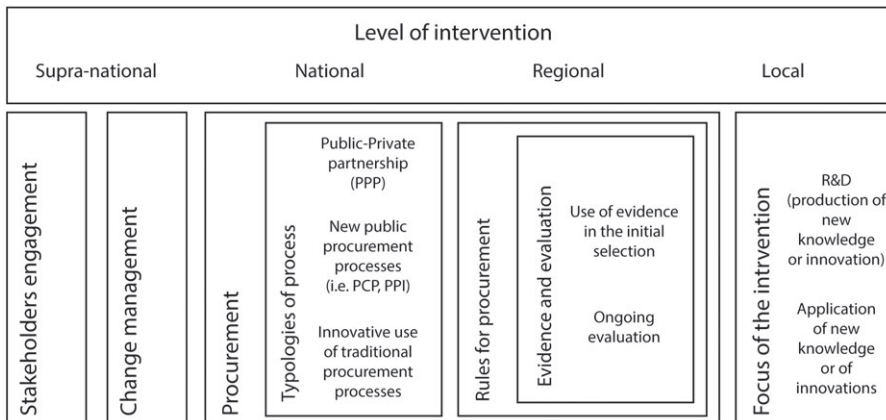 Level of intervention
Supra-national National Regional Local
Stakeholders engagement
Change management
Procurement
Typologies of process
Public-Private
partnership
(PPP)
New public
procurement
processes
(i.e. PCP, PPI)
Innovative use
of traditional
procurement
processes
Rules for procurement
Evidence and evaluation
Use of evidence
in the initial
selection
Ongoing
evaluation
Focus of the intrvention
R&D
(production of
new
knowledge
or innovation)
Application
of new
knowledge
or of
innovations